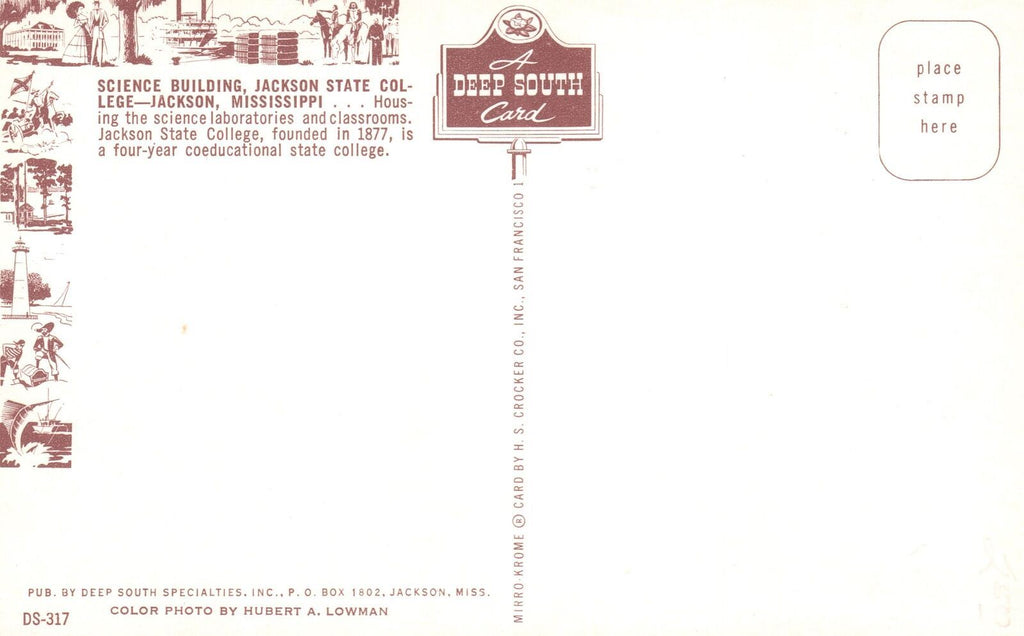 SCIENCE BUILDING, JACKSON STATE COL-
LEGE—JACKSON, MISSISSIPPI . . . Hous-
ing the science laboratories and classrooms.
Jackson State College, founded in 1877, is
a four-year coeducational state college.
A
DEEP SOUTH
Card
place
stamp
here
MIRRO-KROME ® CARD BY H. S. CROCKER CO., INC., SAN FRANCISCO 1
PUB. BY DEEP SOUTH SPECIALTIES, INC., P. O. BOX 1802, JACKSON, MISS.
COLOR PHOTO BY HUBERT A. LOWMAN
DS-317